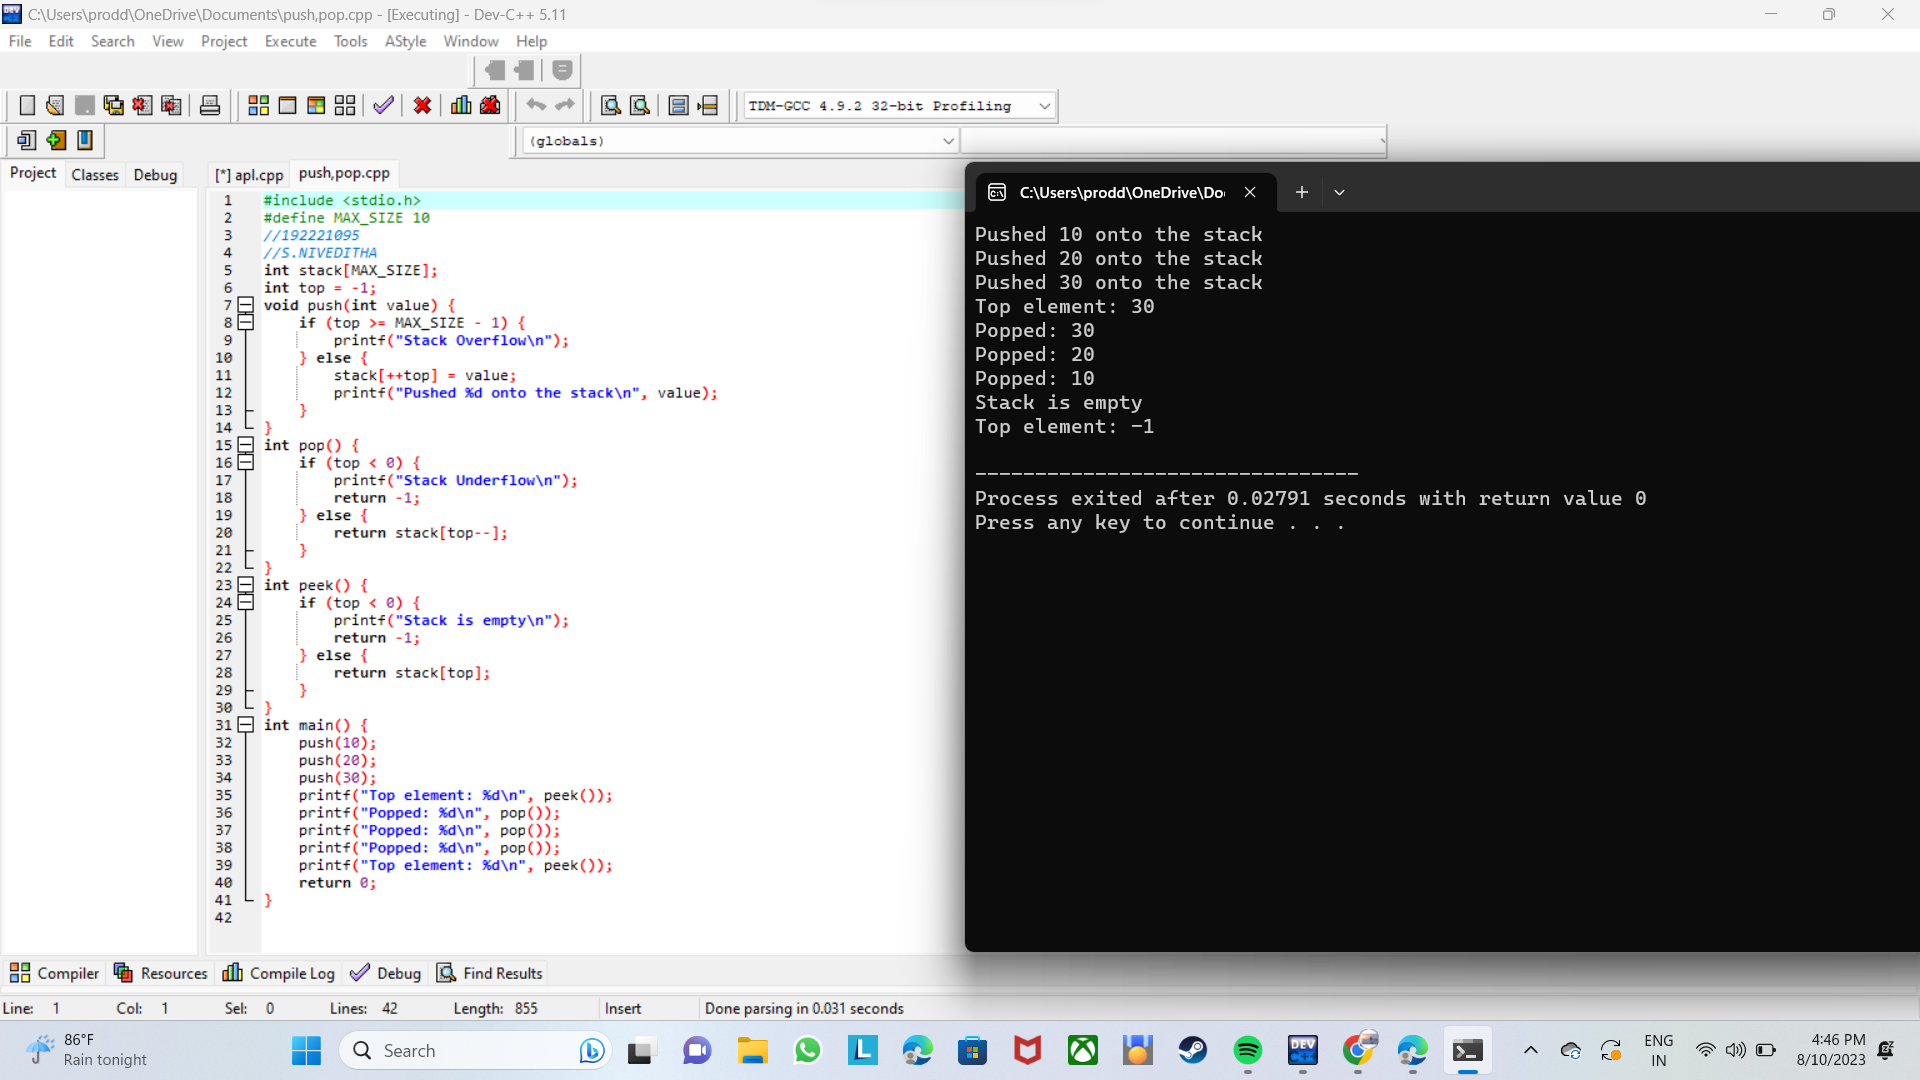 C:\Users\prodd\OneDrive\Documents\push,pop.cpp - [Executing] - Dev-C++ 5.11
File Edit Search View Project Execute Tools AStyle Window Help
TDM-GCC 4.9.2 32-bit Profiling
(globals)
Project Classes Debug
[*] apl.cpp push,pop.cpp
1 #include <stdio.h>
2 #define MAX_SIZE 10
3 //192221095
4 //S.NIVEDITHA
5 int stack[MAX_SIZE];
6 int top = -1;
7 void push(int value) {
8     if (top >= MAX_SIZE - 1) {
9         printf("Stack Overflow\n");
10     } else {
11         stack[++top] = value;
12         printf("Pushed %d onto the stack\n", value);
13     }
14 }
15 int pop() {
16     if (top < 0) {
17         printf("Stack Underflow\n");
18         return -1;
19     } else {
20         return stack[top--];
21     }
22 }
23 int peek() {
24     if (top < 0) {
25         printf("Stack is empty\n");
26         return -1;
27     } else {
28         return stack[top];
29     }
30 }
31 int main() {
32     push(10);
33     push(20);
34     push(30);
35     printf("Top element: %d\n", peek());
36     printf("Popped: %d\n", pop());
37     printf("Popped: %d\n", pop());
38     printf("Popped: %d\n", pop());
39     printf("Top element: %d\n", peek());
40     return 0;
41 }
42
C:\Users\prodd\OneDrive\Do
Pushed 10 onto the stack
Pushed 20 onto the stack
Pushed 30 onto the stack
Top element: 30
Popped: 30
Popped: 20
Popped: 10
Stack is empty
Top element: -1
--------------------------------
Process exited after 0.02791 seconds with return value 0
Press any key to continue . . .
Compiler Resources Compile Log Debug Find Results
Line: 1 Col: 1 Sel: 0 Lines: 42 Length: 855 Insert Done parsing in 0.031 seconds
86°F
Rain tonight
Search
L
DEV C++
ENG
IN
4:46 PM
8/10/2023